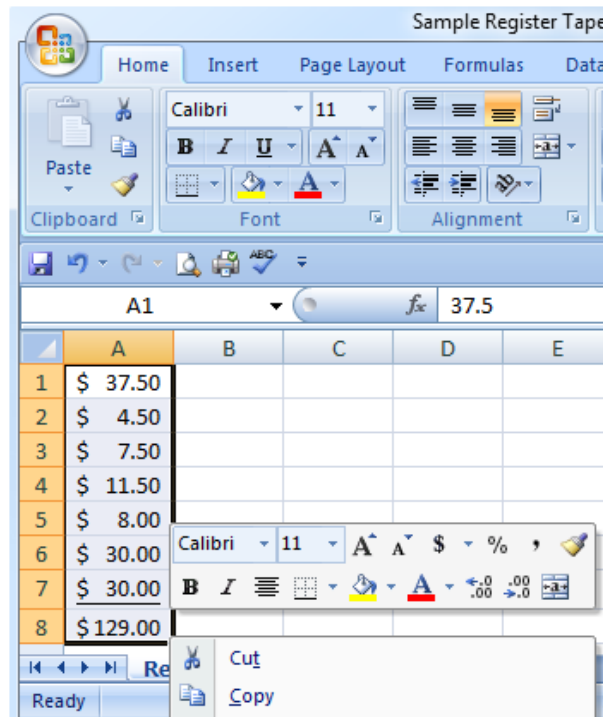 Sample Register Tape
Home Insert Page Layout Formulas Data
Paste Calibri 11
B I U A A
A
Clipboard Font Alignment
ABC
A1 fx 37.5
A B C D E
1 $ 37.50
2 $ 4.50
3 $ 7.50
4 $ 11.50
5 $ 8.00
6 $ 30.00
7 $ 30.00
8 $ 129.00
Calibri 11 A A $ % ,
B I A .0 .00 .00 .0 a
Re
Cut
Ready
Copy